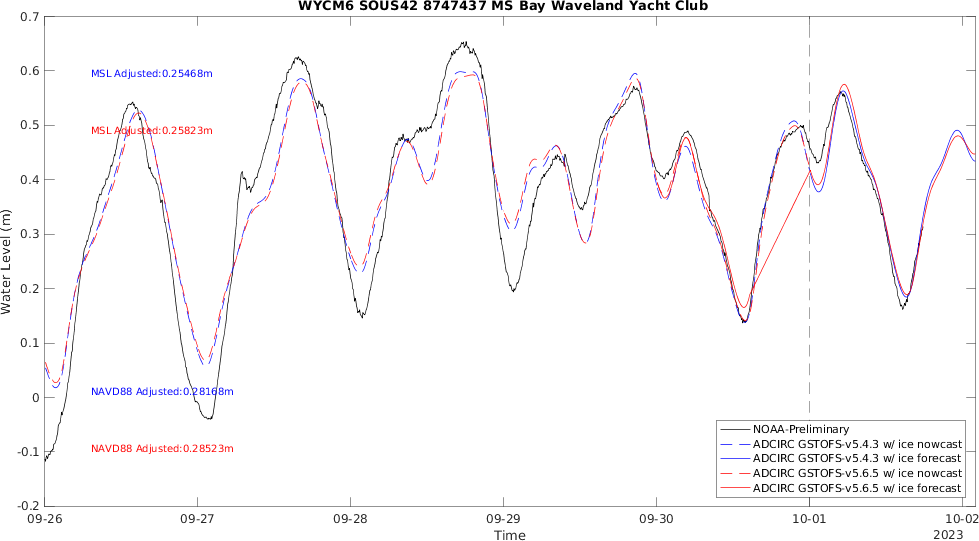 WYCM6 SOUS42 8747437 MS Bay Waveland Yacht Club
0.7
0.6
0.5
0.4
0.3
0.2
0.1
0
-0.1
-0.2
Water Level (m)
MSL Adjusted:0.25468m
MSL Adjusted:0.25823m
NAVD88 Adjusted:0.28168m
NAVD88 Adjusted:0.28523m
NOAA-Preliminary
ADCIRC GSTOFS-v5.4.3 w/ ice nowcast
ADCIRC GSTOFS-v5.4.3 w/ ice forecast
ADCIRC GSTOFS-v5.6.5 w/ ice nowcast
ADCIRC GSTOFS-v5.6.5 w/ ice forecast
09-26 09-27 09-28 09-29 09-30 10-01 10-02
Time
2023